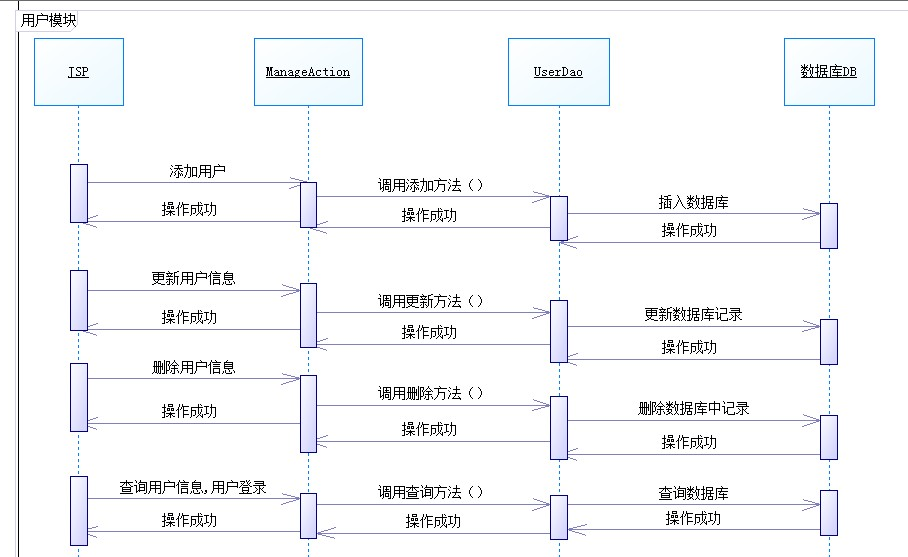 用户模块
JSP
ManageAction
UserDao
数据库DB
添加用户
调用添加方法()
插入数据库
操作成功
操作成功
操作成功
更新用户信息
调用更新方法()
更新数据库记录
操作成功
操作成功
操作成功
删除用户信息
调用删除方法()
删除数据库中记录
操作成功
操作成功
操作成功
查询用户信息,用户登录
调用查询方法()
查询数据库
操作成功
操作成功
操作成功